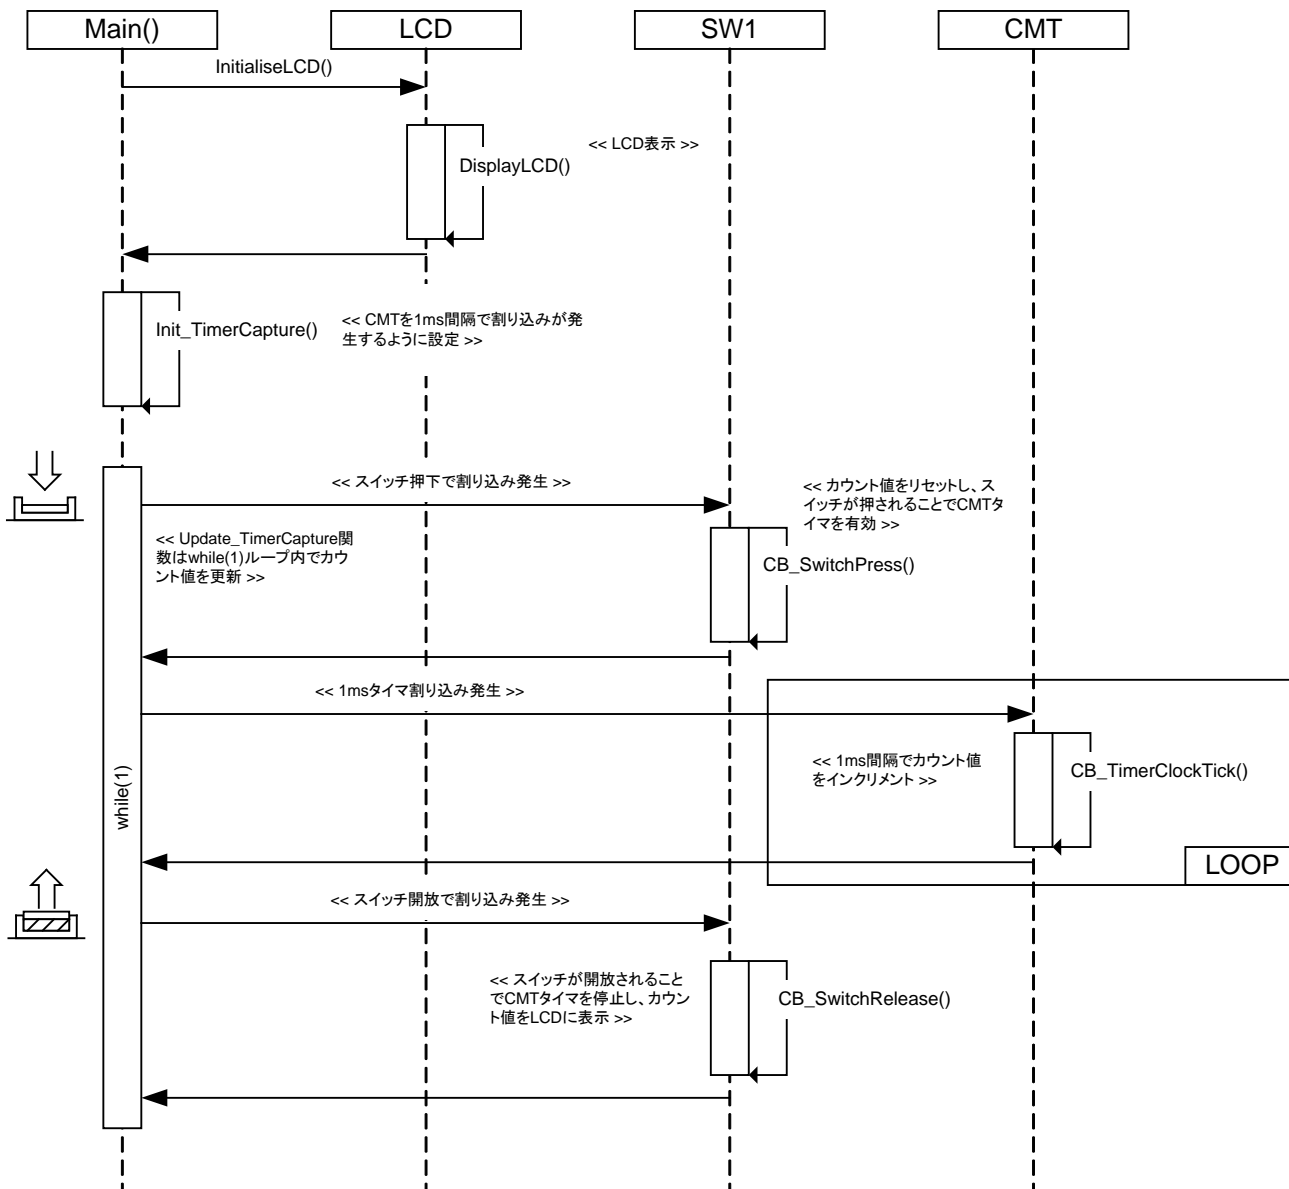 Main()
LCD
SW1
CMT
InitialiseLCD()
<< LCD表示 >>
DisplayLCD()
Init_TimerCapture()
<< CMTを1ms間隔で割り込みが発
生するように設定 >>
<< スイッチ押下で割り込み発生 >>
<< カウント値をリセットし、ス
イッチが押されることでCMTタ
イマを有効 >>
<< Update_TimerCapture関
数はwhile(1)ループ内でカウ
ント値を更新 >>
CB_SwitchPress()
<< 1msタイマ割り込み発生 >>
<< 1ms間隔でカウント値
をインクリメント >>
CB_TimerClockTick()
while(1)
LOOP
<< スイッチ開放で割り込み発生 >>
<< スイッチが開放されること
でCMTタイマを停止し、カウン
ト値をLCDに表示 >>
CB_SwitchRelease()